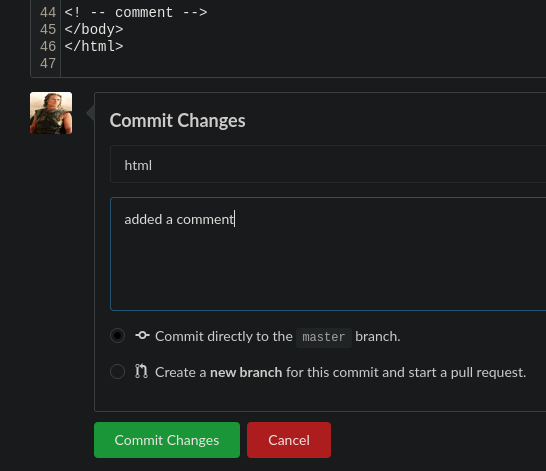 44 <! -- comment -->
45 </body>
46 </html>
47
Commit Changes
html
added a comment
Commit directly to the master branch.
Create a new branch for this commit and start a pull request.
Commit Changes Cancel